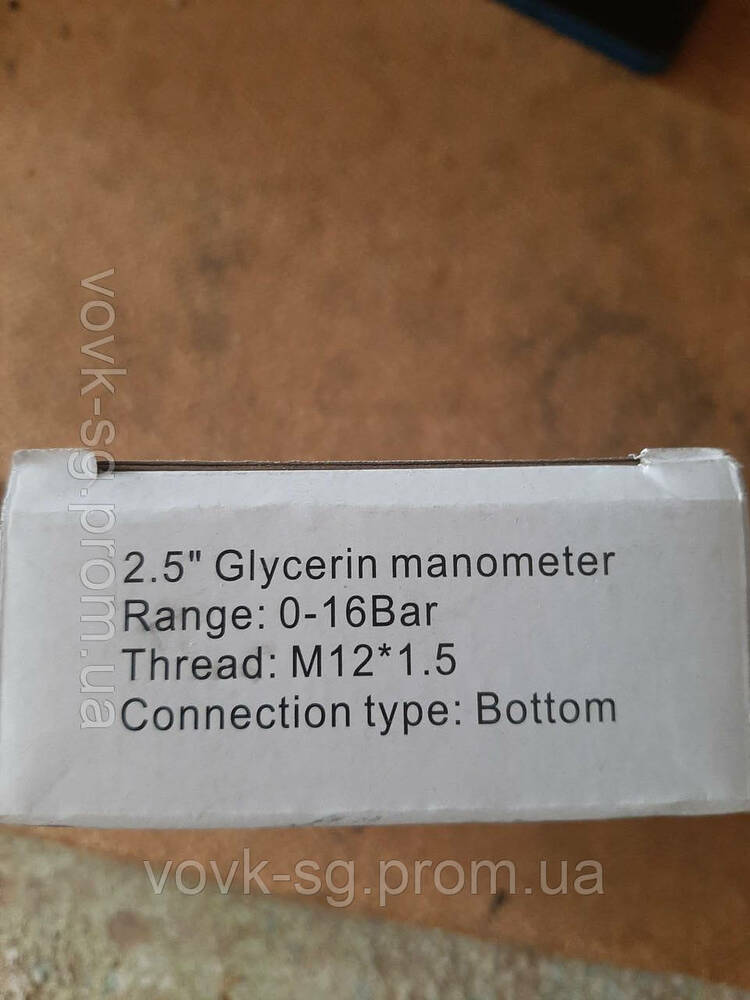 vovk-sg.prom.ua
2.5" Glycerin manometer
Range: 0-16Bar
Thread: M12*1.5
Connection type: Bottom
vovk-sg.prom.ua